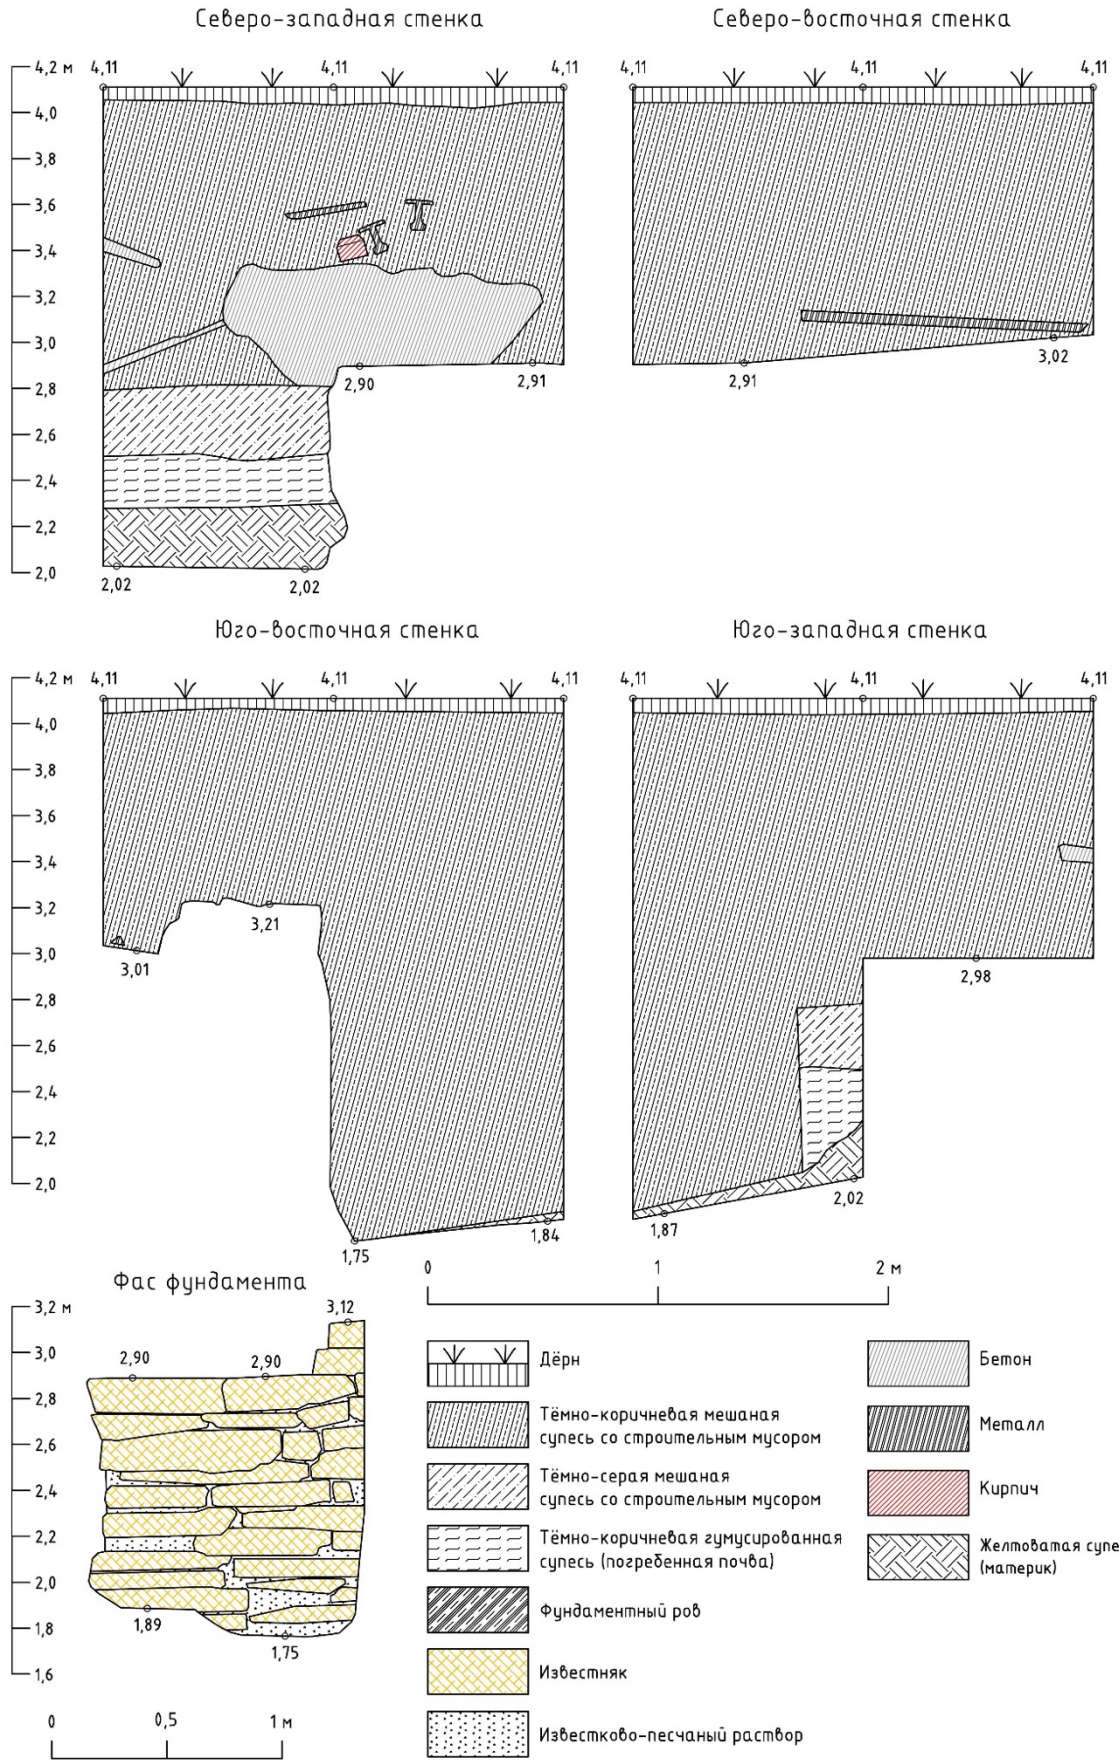 Северо-западная стенка
Северо-восточная стенка
4,2 м
4,0
3,8
3,6
3,4
3,2
3,0
2,8
2,6
2,4
2,2
2,0
4,11
4,11
4,11
2,90
2,91
2,02
2,02
4,11
4,11
4,11
2,91
3,02
Юго-восточная стенка
Юго-западная стенка
4,2 м
4,0
3,8
3,6
3,4
3,2
3,0
2,8
2,6
2,4
2,2
2,0
4,11
4,11
4,11
3,21
3,01
1,75
1,84
4,11
4,11
4,11
2,98
2,02
1,87
Фас фундамента
3,2 м
3,0
2,8
2,6
2,4
2,2
2,0
1,8
1,6
3,12
2,90
2,90
1,89
1,75
0
0,5
1 м
0
1
2 м
Дёрн
Тёмно-коричневая мешаная
супесь со строительным мусором
Тёмно-серая мешаная
супесь со строительным мусором
Тёмно-коричневая гумусированная
супесь (погребенная почва)
Фундаментный ров
Известняк
Известково-песчаный раствор
Бетон
Металл
Кирпич
Желтоватая супе
(материк)